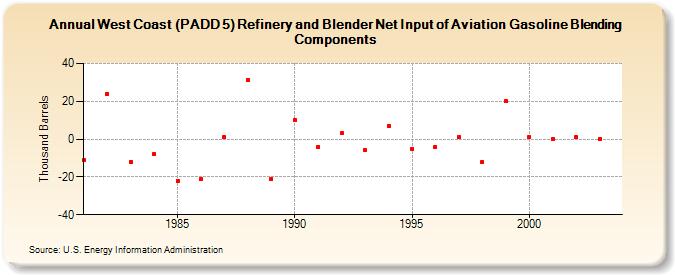 Annual West Coast (PADD 5) Refinery and Blender Net Input of Aviation Gasoline Blending
Components
Thousand Barrels
40
20
0
-20
-40
1985
1990
1995
2000
Source: U.S. Energy Information Administration